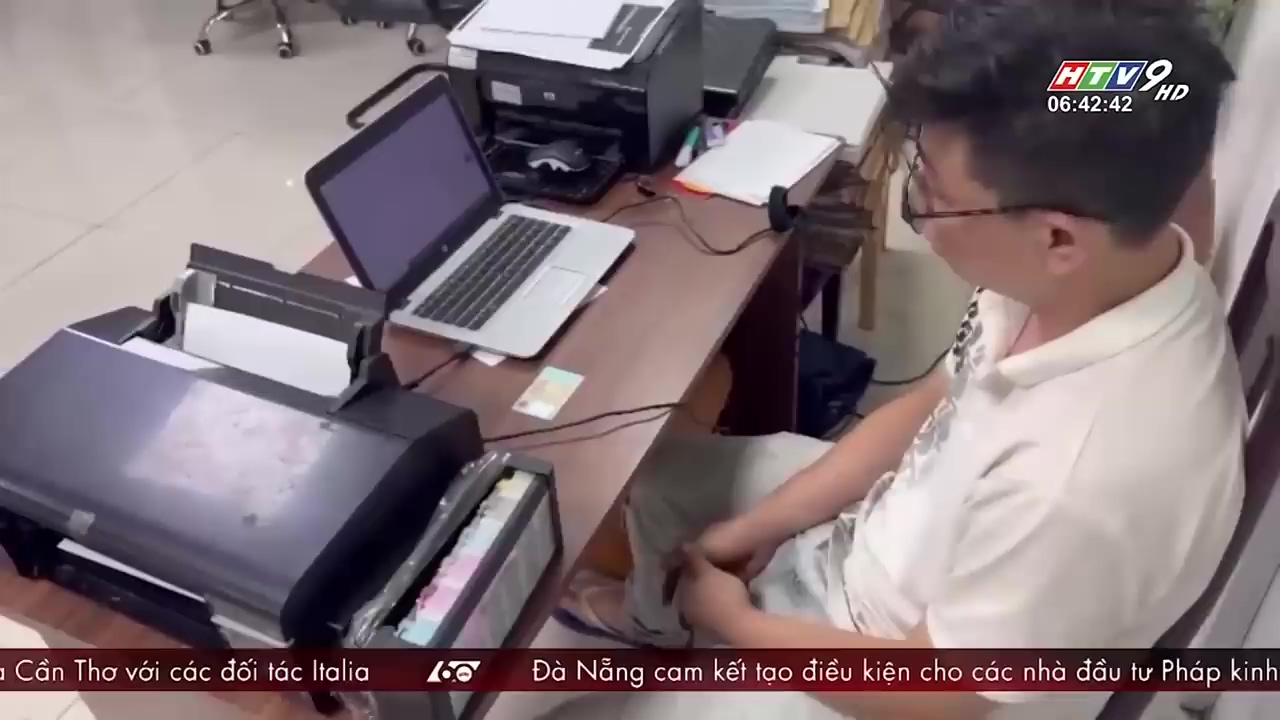 HTV9 HD
06:42:42
a Cần Thơ với các đối tác Italia
60 Đà Nẵng cam kết tạo điều kiện cho các nhà đầu tư Pháp kinh